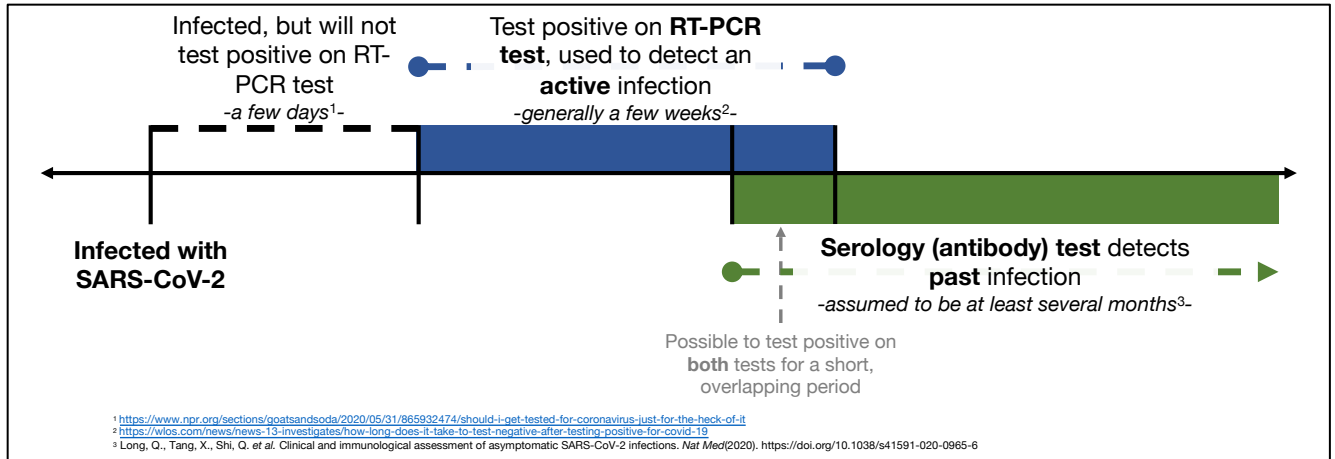 Infected, but will not
test positive on RT-
PCR test
-a few days¹-
Test positive on RT-PCR
test, used to detect an
active infection
-generally a few weeks²-
Infected with
SARS-CoV-2
Serology (antibody) test detects
past infection
-assumed to be at least several months³-
Possible to test positive on
both tests for a short,
overlapping period
¹ https://www.npr.org/sections/goatsandsoda/2020/05/31/865932474/should-i-get-tested-for-coronavirus-just-for-the-heck-of-it
² https://wlos.com/news/news-13-investigates/how-long-does-it-take-to-test-negative-after-testing-positive-for-covid-19
³ Long, Q., Tang, X., Shi, Q. et al. Clinical and immunological assessment of asymptomatic SARS-CoV-2 infections. Nat Med(2020). https://doi.org/10.1038/s41591-020-0965-6